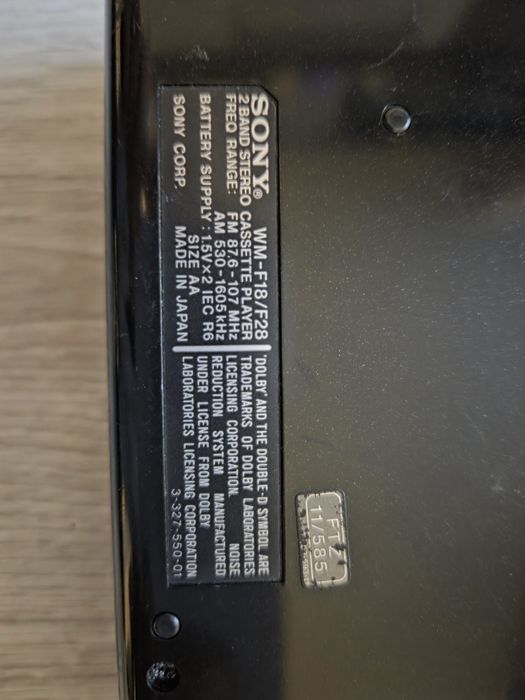 SONY® WM-F18/F28
2 BAND STEREO CASSETTE PLAYER
FREQ RANGE: FM 87.6-107 MHz
AM 530-1605 kHz
BATTERY SUPPLY: 1.5V×2 IEC R6
SIZE AA
SONY CORP. MADE IN JAPAN
'DOLBY' AND THE DOUBLE-D SYMBOL ARE
TRADEMARKS OF DOLBY LABORATORIES
LICENSING CORPORATION. NOISE
REDUCTION SYSTEM MANUFACTURED
UNDER LICENSE FROM DOLBY
LABORATORIES LICENSING CORPORATION
3-327-550-01
FTZ
11/585